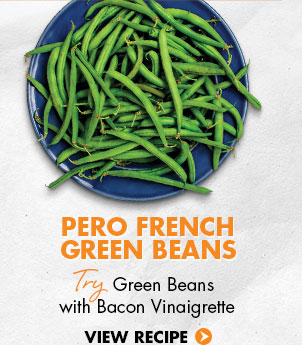 PERO FRENCH
GREEN BEANS
Try Green Beans
with Bacon Vinaigrette
VIEW RECIPE